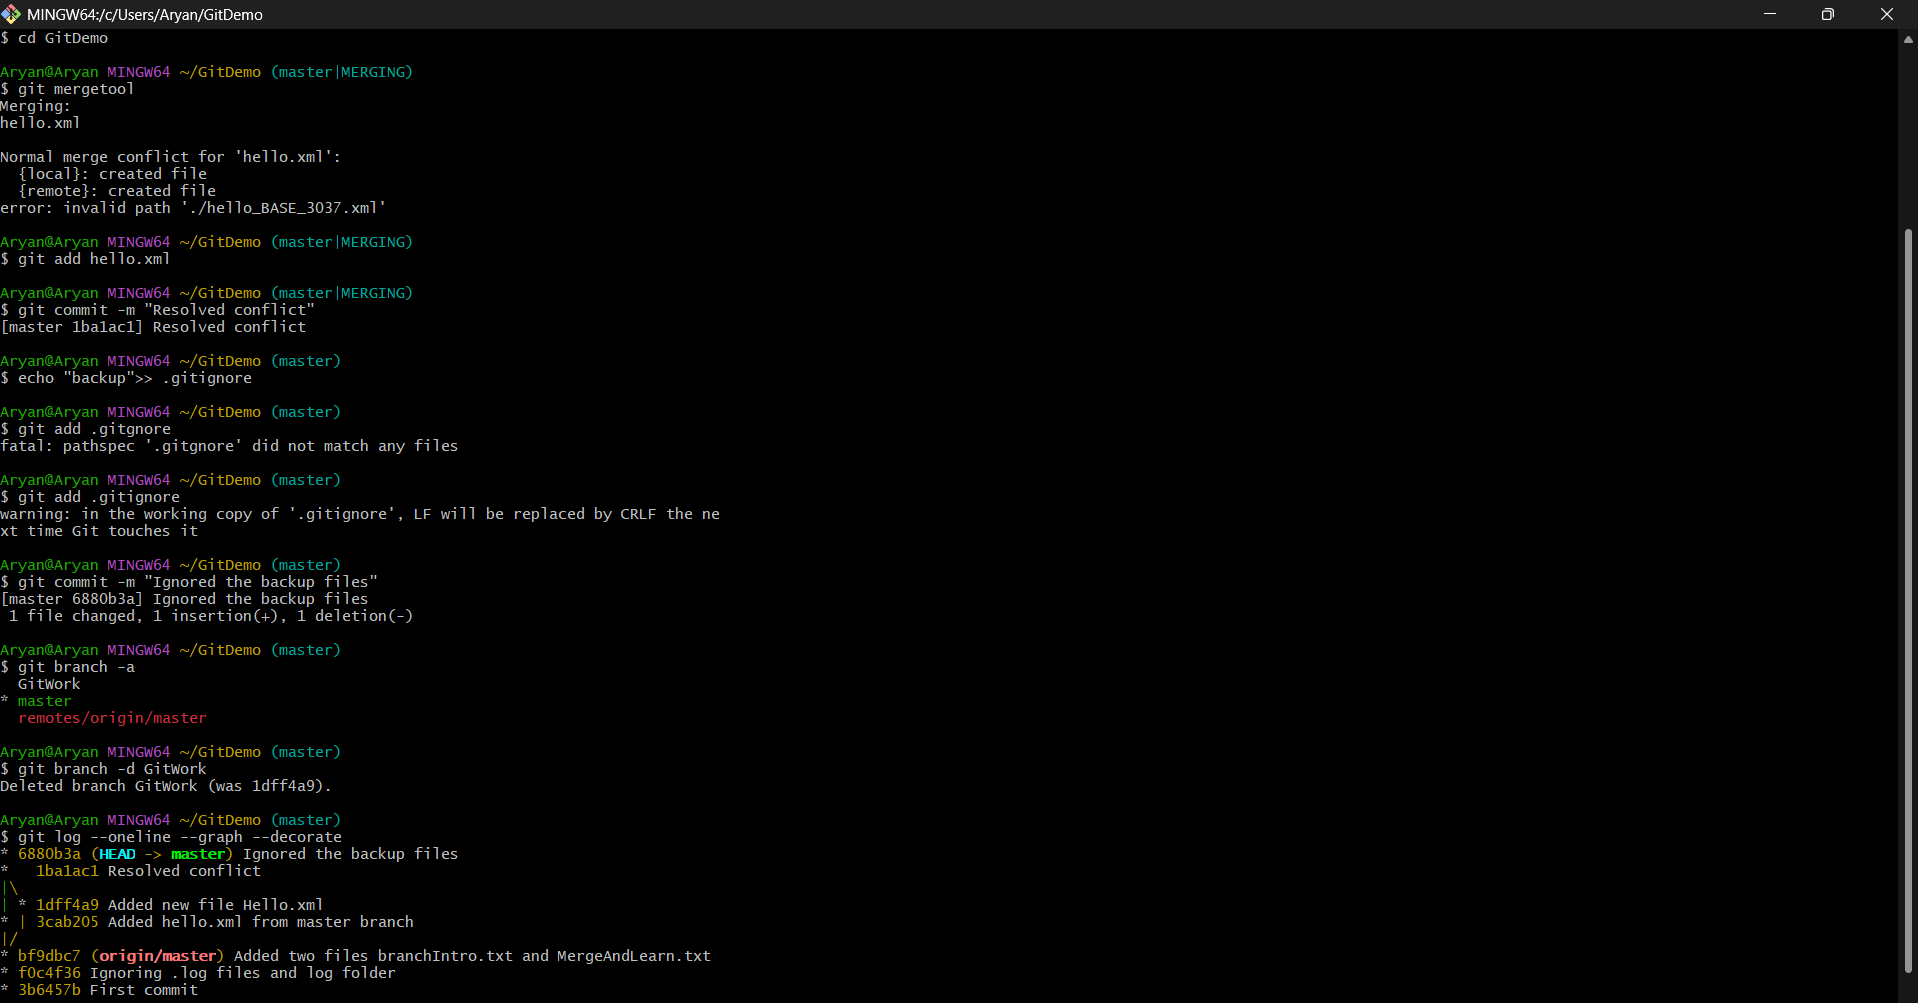 MINGW64:/c/Users/Aryan/GitDemo
$ cd GitDemo
Aryan@Aryan MINGW64 ~/GitDemo (master|MERGING)
$ git mergetool
Merging:
hello.xml
Normal merge conflict for 'hello.xml':
  {local}: created file
  {remote}: created file
error: invalid path './hello_BASE_3037.xml'
Aryan@Aryan MINGW64 ~/GitDemo (master|MERGING)
$ git add hello.xml
Aryan@Aryan MINGW64 ~/GitDemo (master|MERGING)
$ git commit -m "Resolved conflict"
[master 1ba1ac1] Resolved conflict
Aryan@Aryan MINGW64 ~/GitDemo (master)
$ echo "backup">> .gitignore
Aryan@Aryan MINGW64 ~/GitDemo (master)
$ git add .gitgnore
fatal: pathspec '.gitgnore' did not match any files
Aryan@Aryan MINGW64 ~/GitDemo (master)
$ git add .gitignore
warning: in the working copy of '.gitignore', LF will be replaced by CRLF the ne
xt time Git touches it
Aryan@Aryan MINGW64 ~/GitDemo (master)
$ git commit -m "Ignored the backup files"
[master 6880b3a] Ignored the backup files
 1 file changed, 1 insertion(+), 1 deletion(-)
Aryan@Aryan MINGW64 ~/GitDemo (master)
$ git branch -a
  GitWork
* master
  remotes/origin/master
Aryan@Aryan MINGW64 ~/GitDemo (master)
$ git branch -d GitWork
Deleted branch GitWork (was 1dff4a9).
Aryan@Aryan MINGW64 ~/GitDemo (master)
$ git log --oneline --graph --decorate
* 6880b3a (HEAD -> master) Ignored the backup files
*   1ba1ac1 Resolved conflict
|\
| * 1dff4a9 Added new file Hello.xml
* | 3cab205 Added hello.xml from master branch
|/
* bf9dbc7 (origin/master) Added two files branchIntro.txt and MergeAndLearn.txt
* f0c4f36 Ignoring .log files and log folder
* 3b6457b First commit